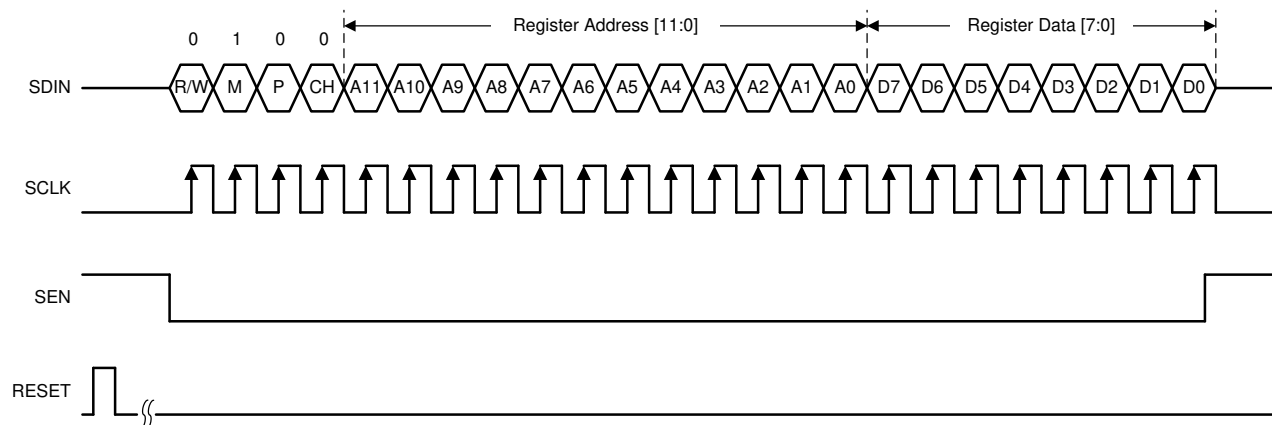 Register Address [11:0] Register Data [7:0]
0 1 0 0
SDIN R/W M P CH A11 A10 A9 A8 A7 A6 A5 A4 A3 A2 A1 A0 D7 D6 D5 D4 D3 D2 D1 D0
SCLK
SEN
RESET